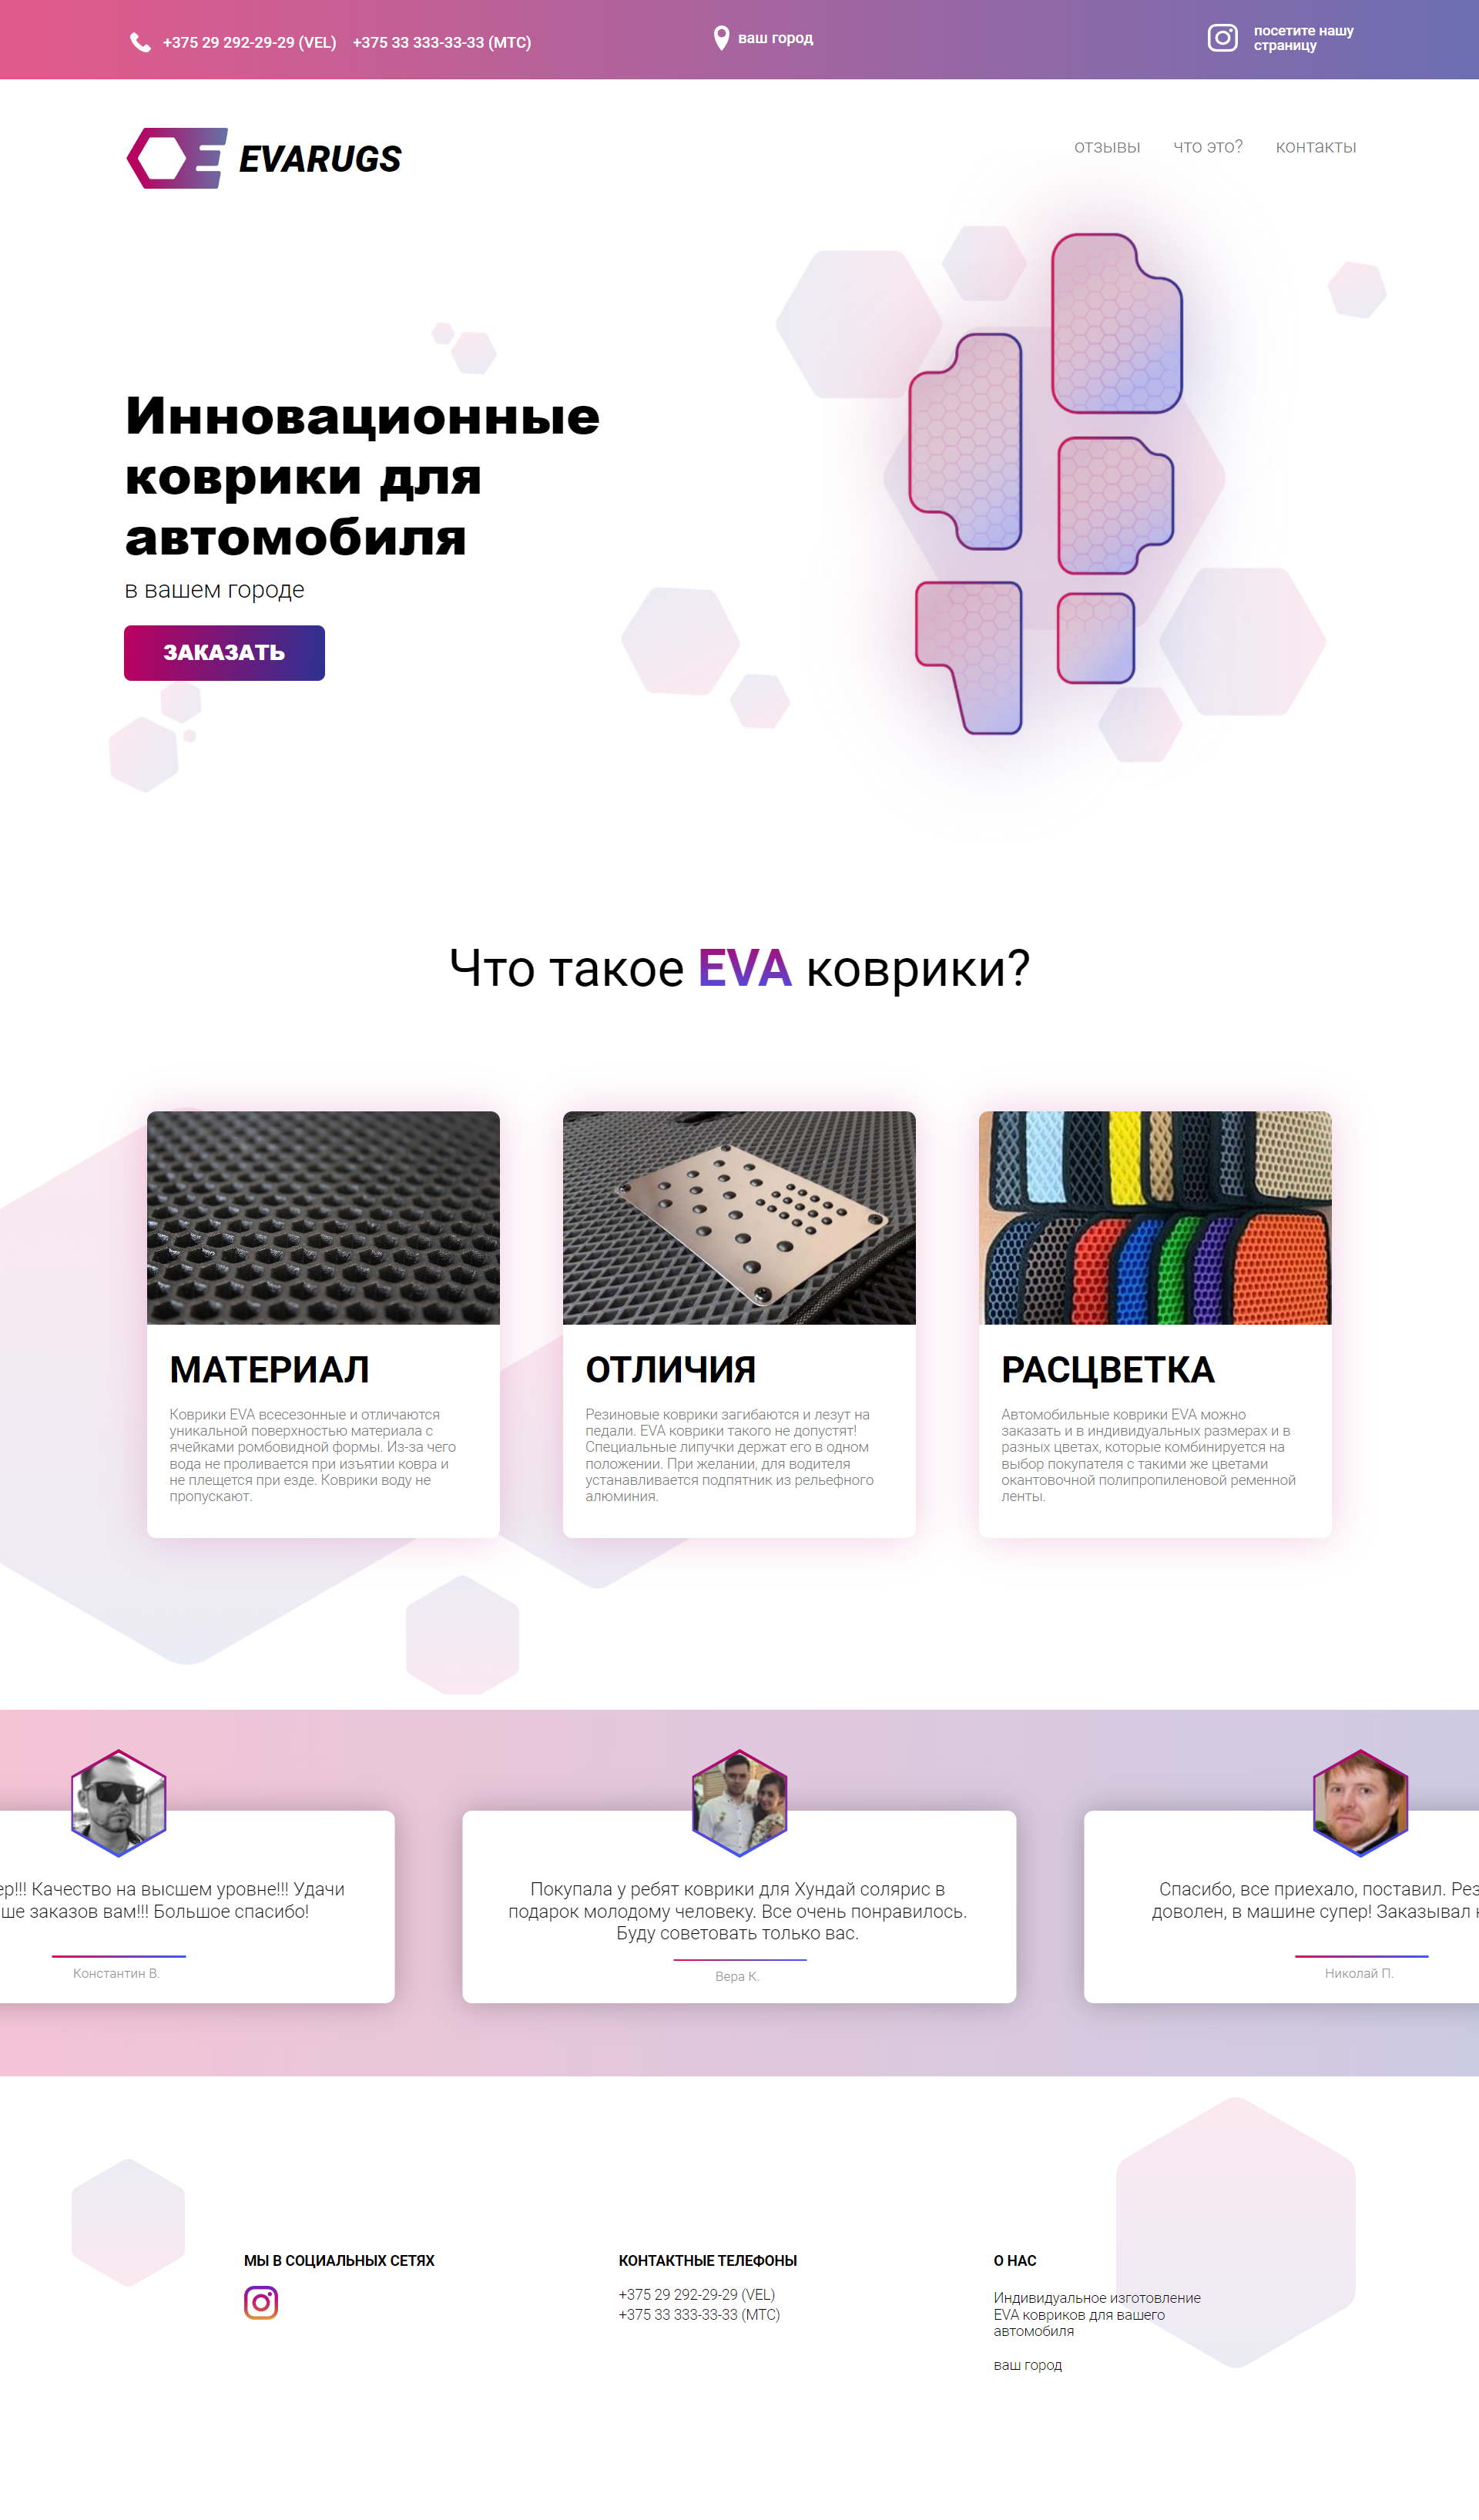 +375 29 292-29-29 (VEL) +375 33 333-33-33 (МТС)
ваш город
посетите нашу
страницу
EVARUGS
отзывы что это? контакты
Инновационные
коврики для
автомобиля
в вашем городе
ЗАКАЗАТЬ
Что такое EVA коврики?
МАТЕРИАЛ
Коврики EVA всесезонные и отличаются
уникальной поверхностью материала с
ячейками ромбовидной формы. Из-за чего
вода не проливается при изъятии ковра и
не плещется при езде. Коврики воду не
пропускают.
ОТЛИЧИЯ
Резиновые коврики загибаются и лезут на
педали. EVA коврики такого не допустят!
Специальные липучки держат его в одном
положении. При желании, для водителя
устанавливается подпятник из рельефного
алюминия.
РАСЦВЕТКА
Автомобильные коврики EVA можно
заказать и в индивидуальных размерах и в
разных цветах, которые комбинируется на
выбор покупателя с такими же цветами
окантовочной полипропиленовой ременной
ленты.
ер!!! Качество на высшем уровне!!! Удачи
ше заказов вам!!! Большое спасибо!
Константин В.
Покупала у ребят коврики для Хундай солярис в
подарок молодому человеку. Все очень понравилось.
Буду советовать только вас.
Вера К.
Спасибо, все приехало, поставил. Рез
доволен, в машине супер! Заказывал
Николай П.
МЫ В СОЦИАЛЬНЫХ СЕТЯХ
КОНТАКТНЫЕ ТЕЛЕФОНЫ
+375 29 292-29-29 (VEL)
+375 33 333-33-33 (МТС)
О НАС
Индивидуальное изготовление
EVA ковриков для вашего
автомобиля
ваш город